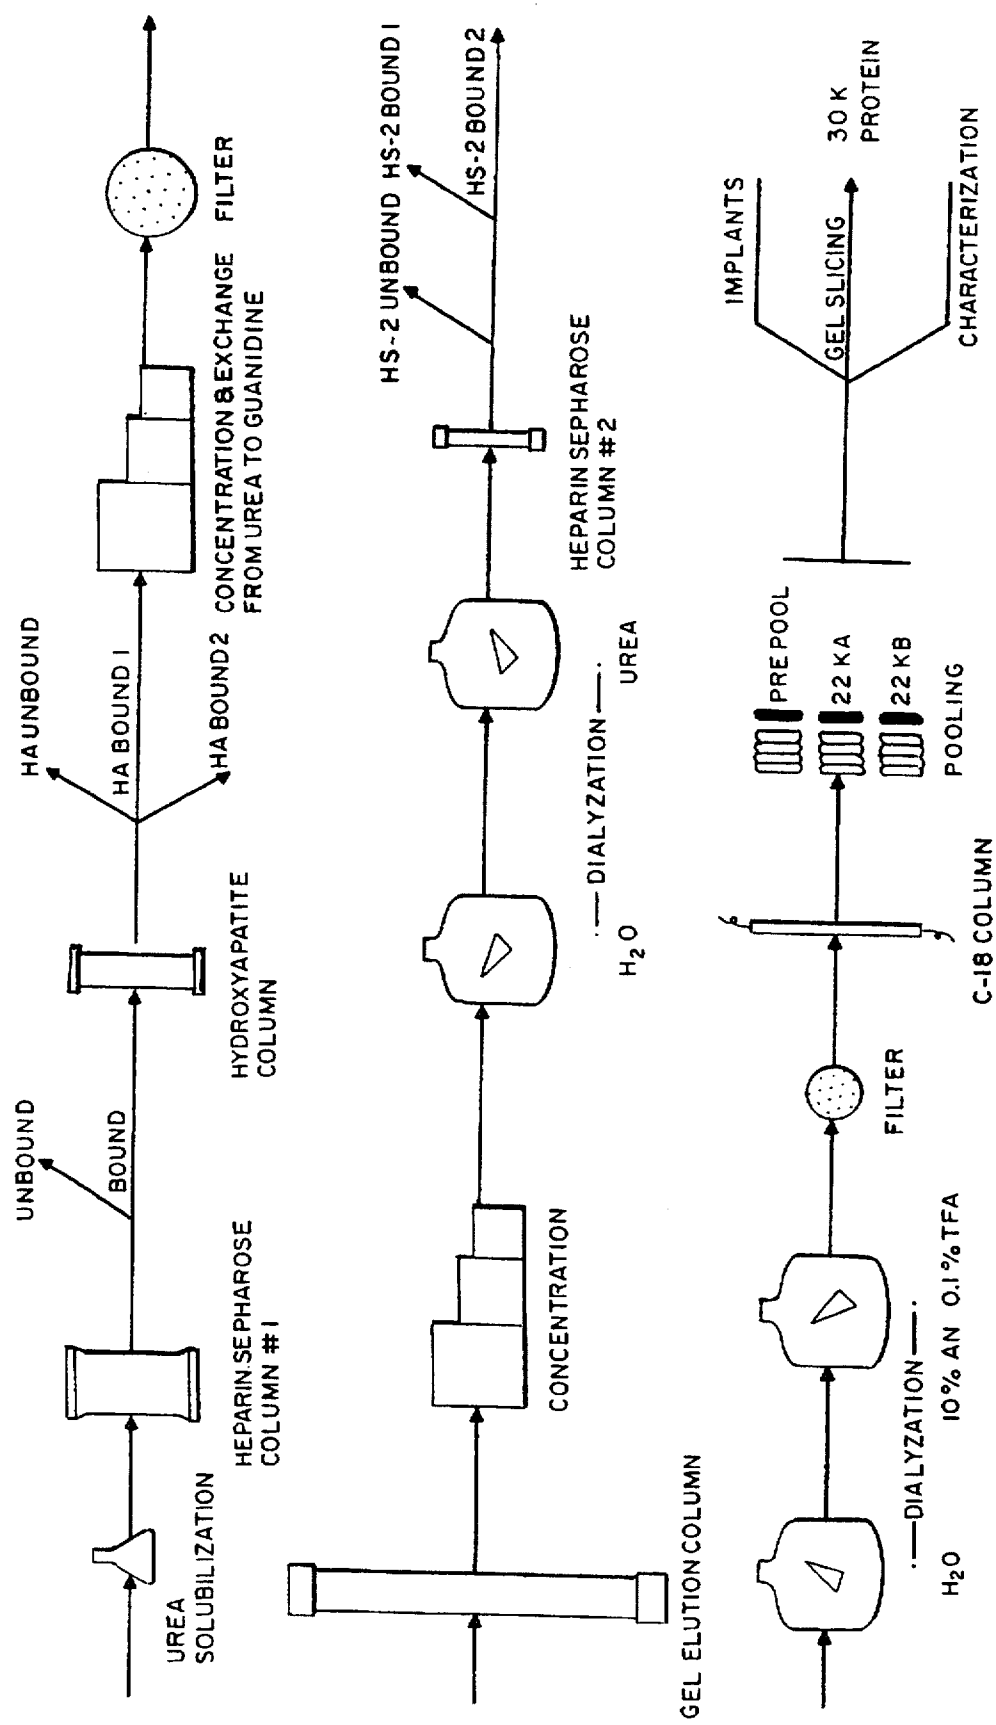 UREA
SOLUBILIZATION
HEPARIN.SEPHAROSE
COLUMN #1
UNBOUND
BOUND
HYDROXYAPATITE
COLUMN
HA UNBOUND
HA BOUND 1
HA BOUND 2
CONCENTRATION & EXCHANGE
FROM UREA TO GUANIDINE
FILTER
GEL ELUTION COLUMN
CONCENTRATION
H2O
DIALYZATION
UREA
HEPARIN SEPHAROSE
COLUMN #2
HS-2 UNBOUND
HS-2 BOUND 1
HS-2 BOUND 2
H2O
DIALYZATION
10% AN 0.1% TFA
FILTER
C-18 COLUMN
PRE POOL
22 KA
22 KB
POOLING
IMPLANTS
GEL SLICING
30 K
PROTEIN
CHARACTERIZATION